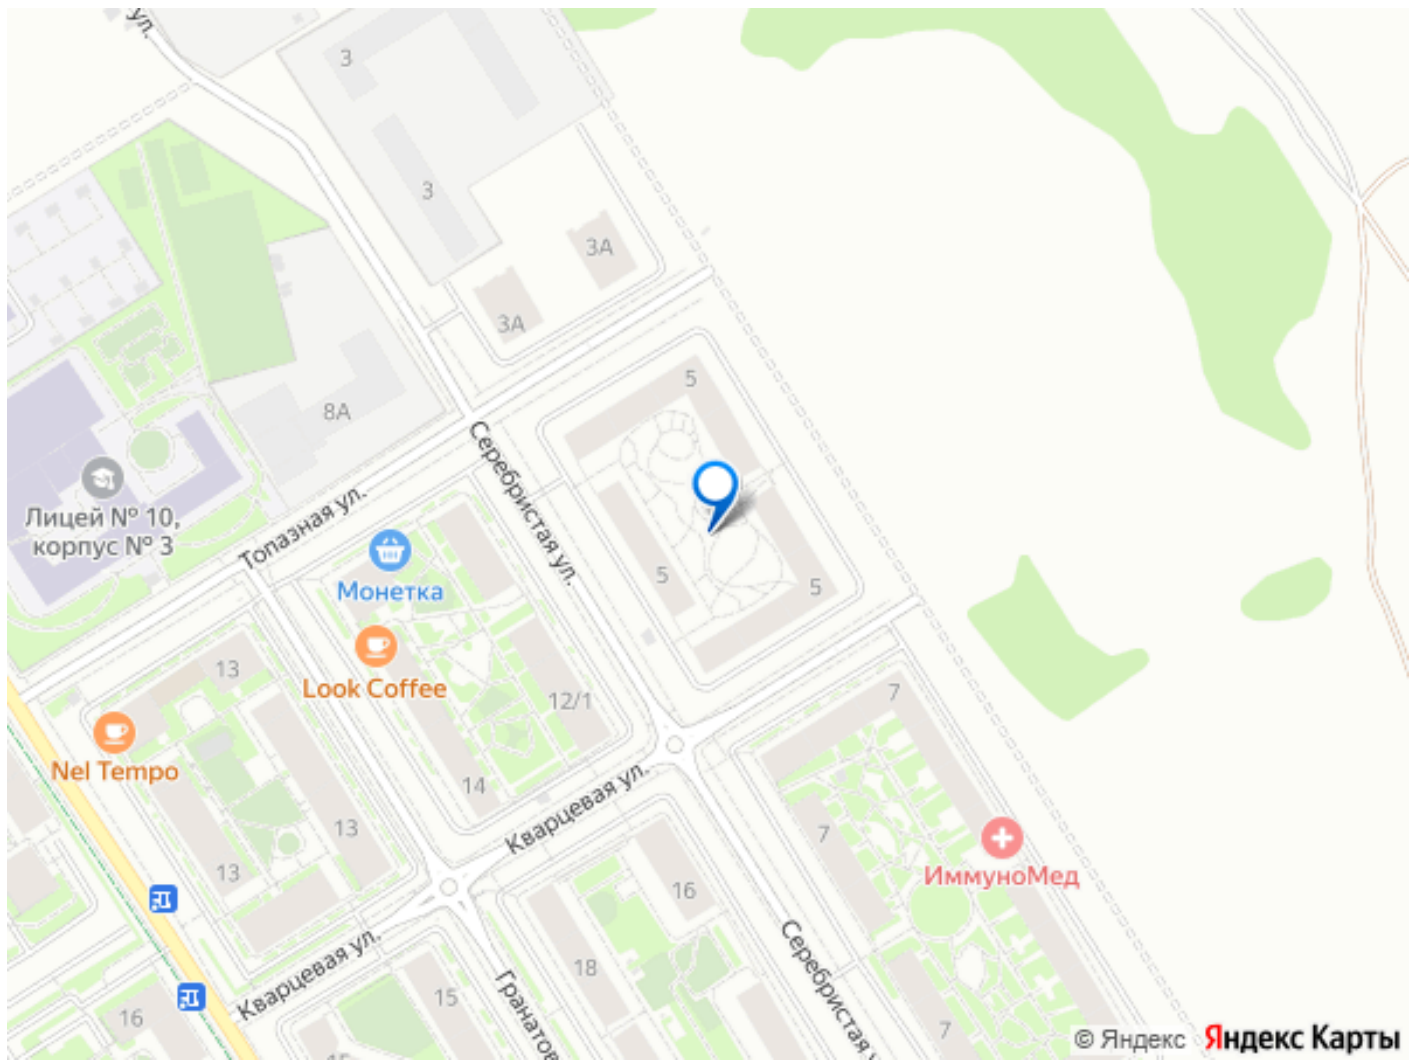 ул.
3
3
3А
3А
5
8А
Серебристая ул.
Лицей № 10,
корпус № 3
Топазная ул.
Монетка
5
5
Look Coffee
13
12/1
7
Nel Tempo
14
Кварцевая ул.
13
7
13
ИммуноМед
16
Кварцевая ул.
Серебристая у
18
Гранатов
15
16
7
© Яндекс Яндекс Карты